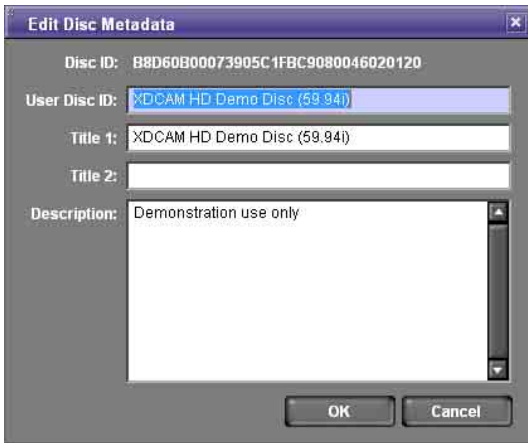 Edit Disc Metadata
Disc ID: B8D60B00073905C1FBC9080046020120
User Disc ID: XDCAM HD Demo Disc (59.94i)
Title 1: XDCAM HD Demo Disc (59.94i)
Title 2:
Description: Demonstration use only
OK Cancel